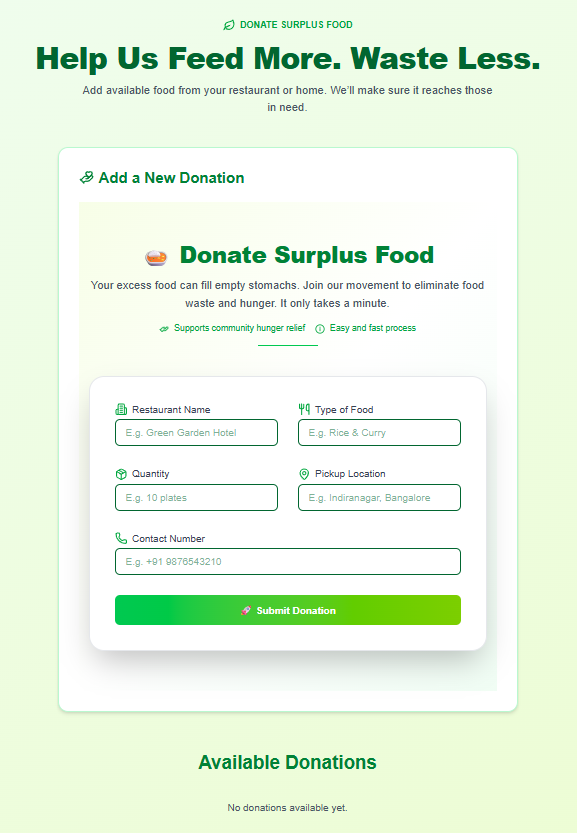 DONATE SURPLUS FOOD
Help Us Feed More. Waste Less.
Add available food from your restaurant or home. We'll make sure it reaches those
in need.
Add a New Donation
Donate Surplus Food
Your excess food can fill empty stomachs. Join our movement to eliminate food
waste and hunger. It only takes a minute.
Supports community hunger relief Easy and fast process
Restaurant Name Type of Food
E.g. Green Garden Hotel E.g. Rice & Curry
Quantity Pickup Location
E.g. 10 plates E.g. Indiranagar, Bangalore
Contact Number
E.g. +91 9876543210
Submit Donation
Available Donations
No donations available yet.